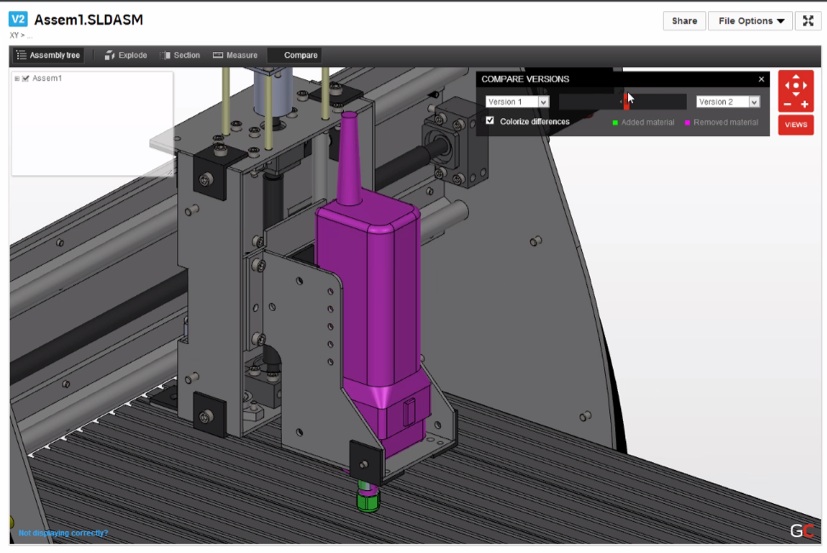 V2 Assem1.SLDASM
Share
File Options
XY > ...
Assembly tree
Explode
Section
Measure
Compare
Assem1
COMPARE VERSIONS
x
Version 1
Version 2
Colorize differences
Added material
Removed material
VIEWS
Not displaying correctly?
GC